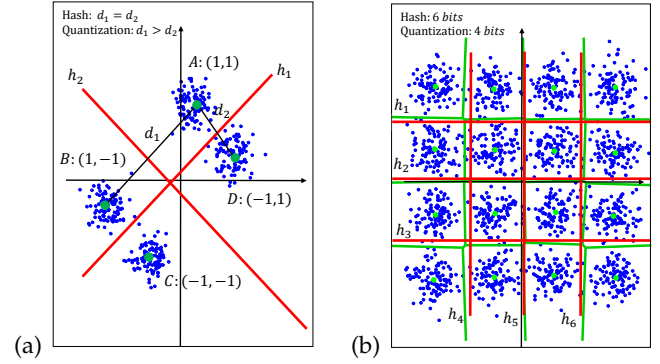 Hash: d₁ = d₂
Quantization: d₁ > d₂
A: (1,1)
h₂
h₁
d₁
d₂
B: (1, −1)
D: (−1,1)
C: (−1, −1)
(a)
Hash: 6 bits
Quantization: 4 bits
h₁
h₂
h₃
h₄
h₅
h₆
(b)